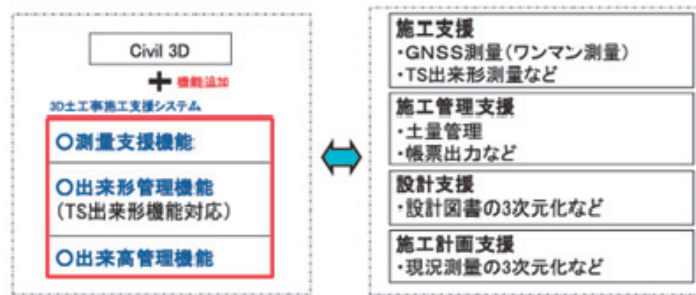 Civil 3D
機能追加
3D土工事施工支援システム
〇測量支援機能
〇出来形管理機能
(TS出来形機能対応)
〇出来高管理機能
施工支援
・GNSS測量(ワンマン測量)
・TS出来形測量など
施工管理支援
・土量管理
・帳票出力など
設計支援
・設計図書の3次元化など
施工計画支援
・現況測量の3次元化など